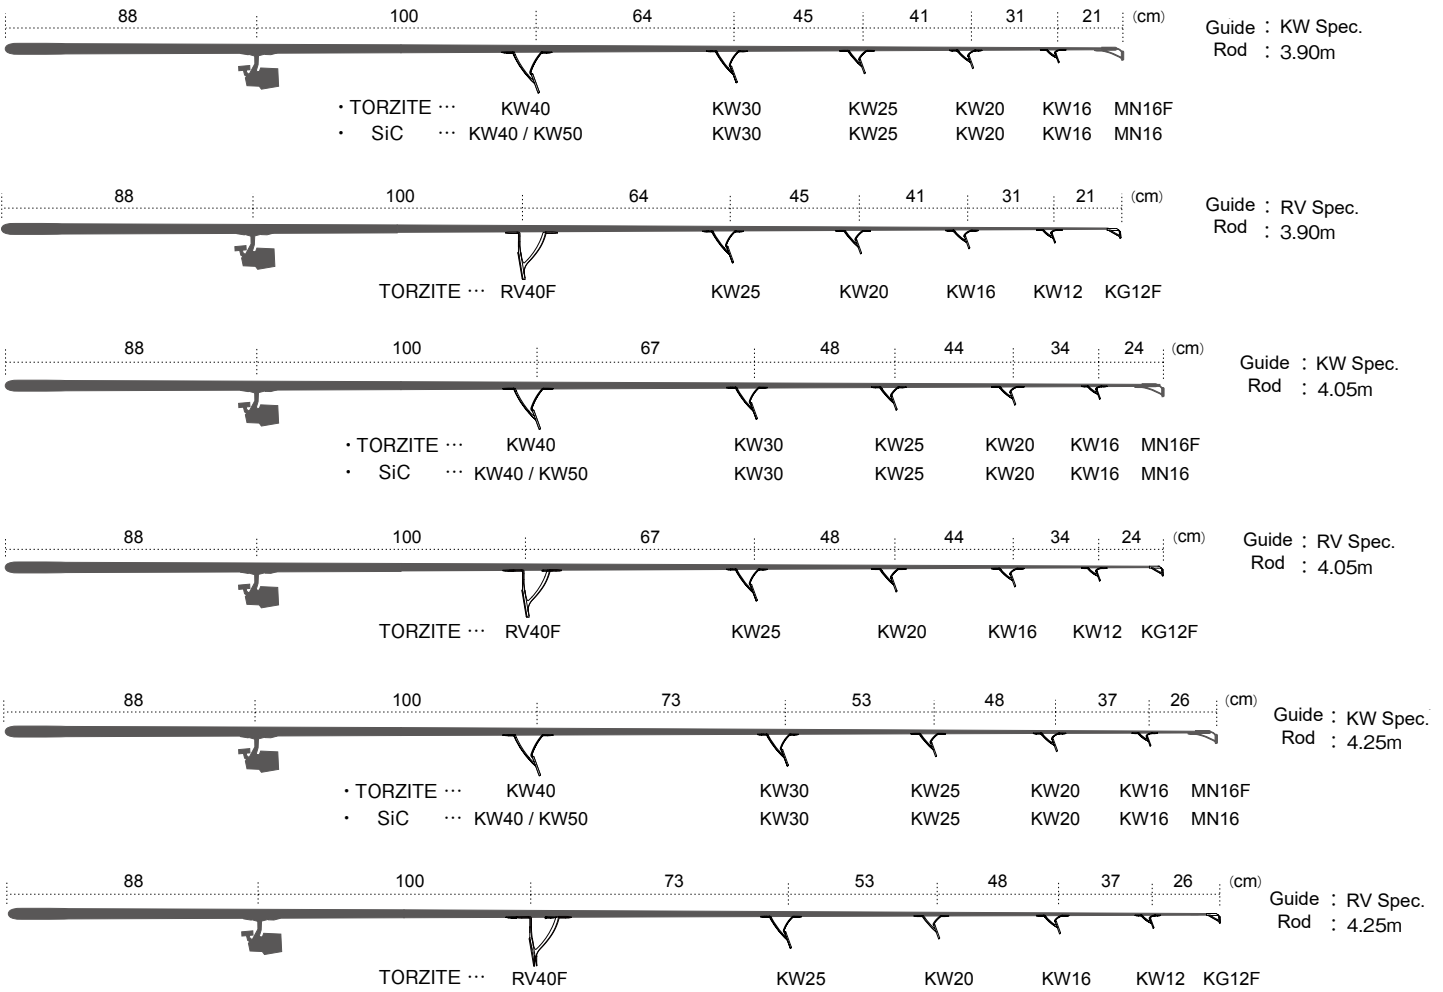 88 100 64 45 41 31 21 (cm)
Guide : KW Spec.
Rod : 3.90m
・TORZITE … KW40 KW30 KW25 KW20 KW16 MN16F
・ SiC … KW40 / KW50 KW30 KW25 KW20 KW16 MN16
88 100 64 45 41 31 21 (cm)
Guide : RV Spec.
Rod : 3.90m
TORZITE … RV40F KW25 KW20 KW16 KW12 KG12F
88 100 67 48 44 34 24 (cm)
Guide : KW Spec.
Rod : 4.05m
・TORZITE … KW40 KW30 KW25 KW20 KW16 MN16F
・ SiC … KW40 / KW50 KW30 KW25 KW20 KW16 MN16
88 100 67 48 44 34 24 (cm)
Guide : RV Spec.
Rod : 4.05m
TORZITE … RV40F KW25 KW20 KW16 KW12 KG12F
88 100 73 53 48 37 26 (cm)
Guide : KW Spec.
Rod : 4.25m
・TORZITE … KW40 KW30 KW25 KW20 KW16 MN16F
・ SiC … KW40 / KW50 KW30 KW25 KW20 KW16 MN16
88 100 73 53 48 37 26 (cm)
Guide : RV Spec.
Rod : 4.25m
TORZITE … RV40F KW25 KW20 KW16 KW12 KG12F